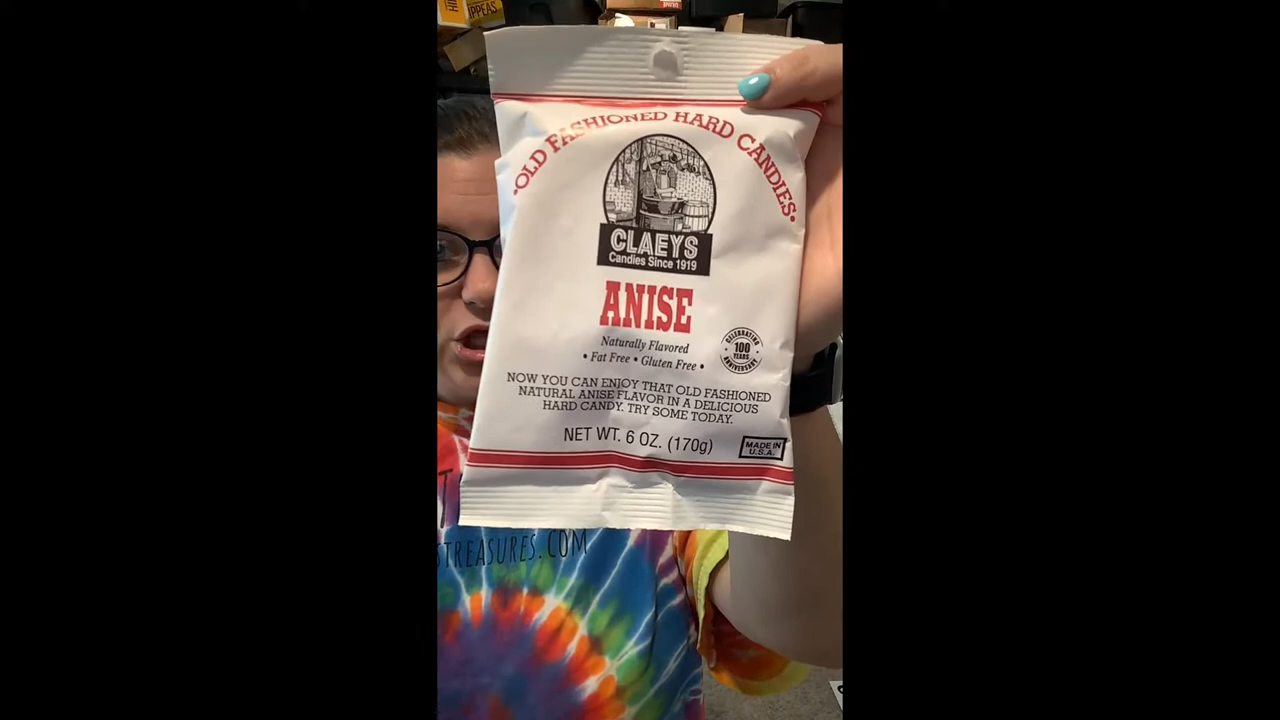 IPPEAS
·OLD FASHIONED HARD CANDIES·
CLAEYS
Candies Since 1919
ANISE
Naturally Flavored
• Fat Free • Gluten Free •
CELEBRATING
100
YEARS
ANNIVERSARY
NOW YOU CAN ENJOY THAT OLD FASHIONED
NATURAL ANISE FLAVOR IN A DELICIOUS
HARD CANDY. TRY SOME TODAY.
NET WT. 6 OZ. (170g)
MADE IN
U.S.A.
STREASURES.COM